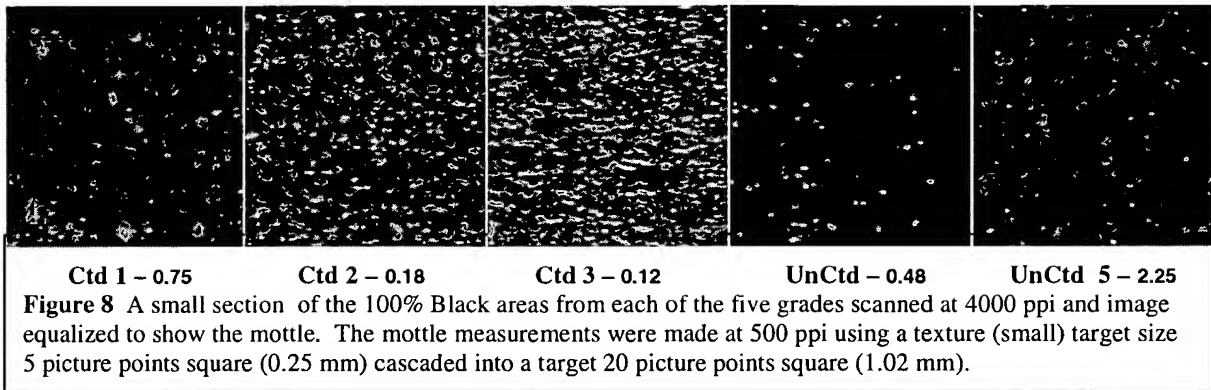 Ctd 1 – 0.75 Ctd 2 – 0.18 Ctd 3 – 0.12 UnCtd – 0.48 UnCtd 5 – 2.25
Figure 8 A small section of the 100% Black areas from each of the five grades scanned at 4000 ppi and image
equalized to show the mottle. The mottle measurements were made at 500 ppi using a texture (small) target size
5 picture points square (0.25 mm) cascaded into a target 20 picture points square (1.02 mm).